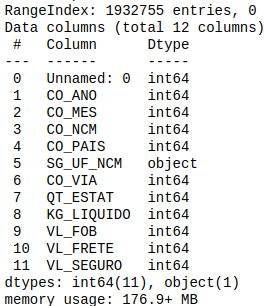 RangeIndex: 1932755 entries, 0
Data columns (total 12 columns)
 #   Column      Dtype
---  ------      -----
 0   Unnamed: 0  int64
 1   CO_ANO      int64
 2   CO_MES      int64
 3   CO_NCM      int64
 4   CO_PAIS     int64
 5   SG_UF_NCM   object
 6   CO_VIA      int64
 7   QT_ESTAT    int64
 8   KG_LIQUIDO  int64
 9   VL_FOB      int64
 10  VL_FRETE    int64
 11  VL_SEGURO   int64
dtypes: int64(11), object(1)
memory usage: 176.9+ MB